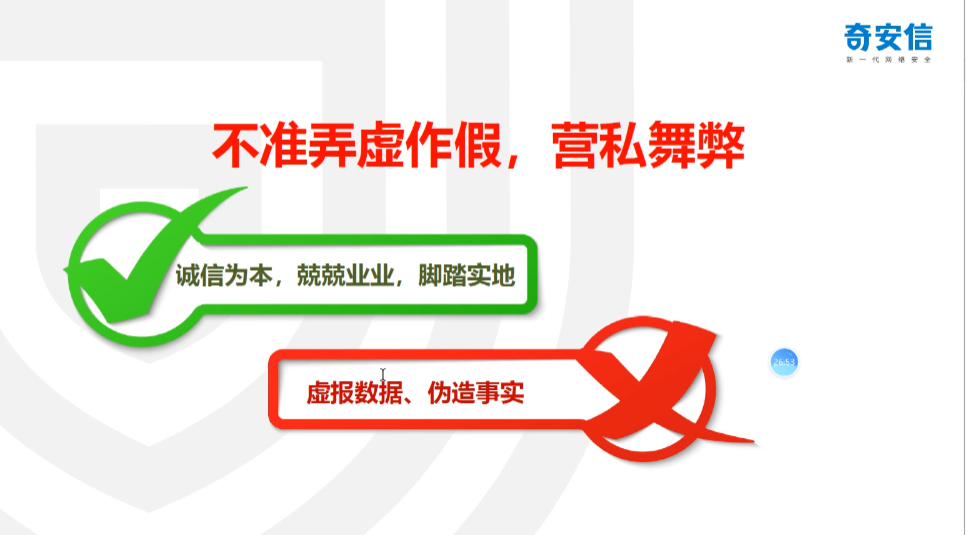 奇安信
新一代网络安全
不准弄虚作假，营私舞弊
诚信为本，兢兢业业，脚踏实地
虚报数据、伪造事实
26:53